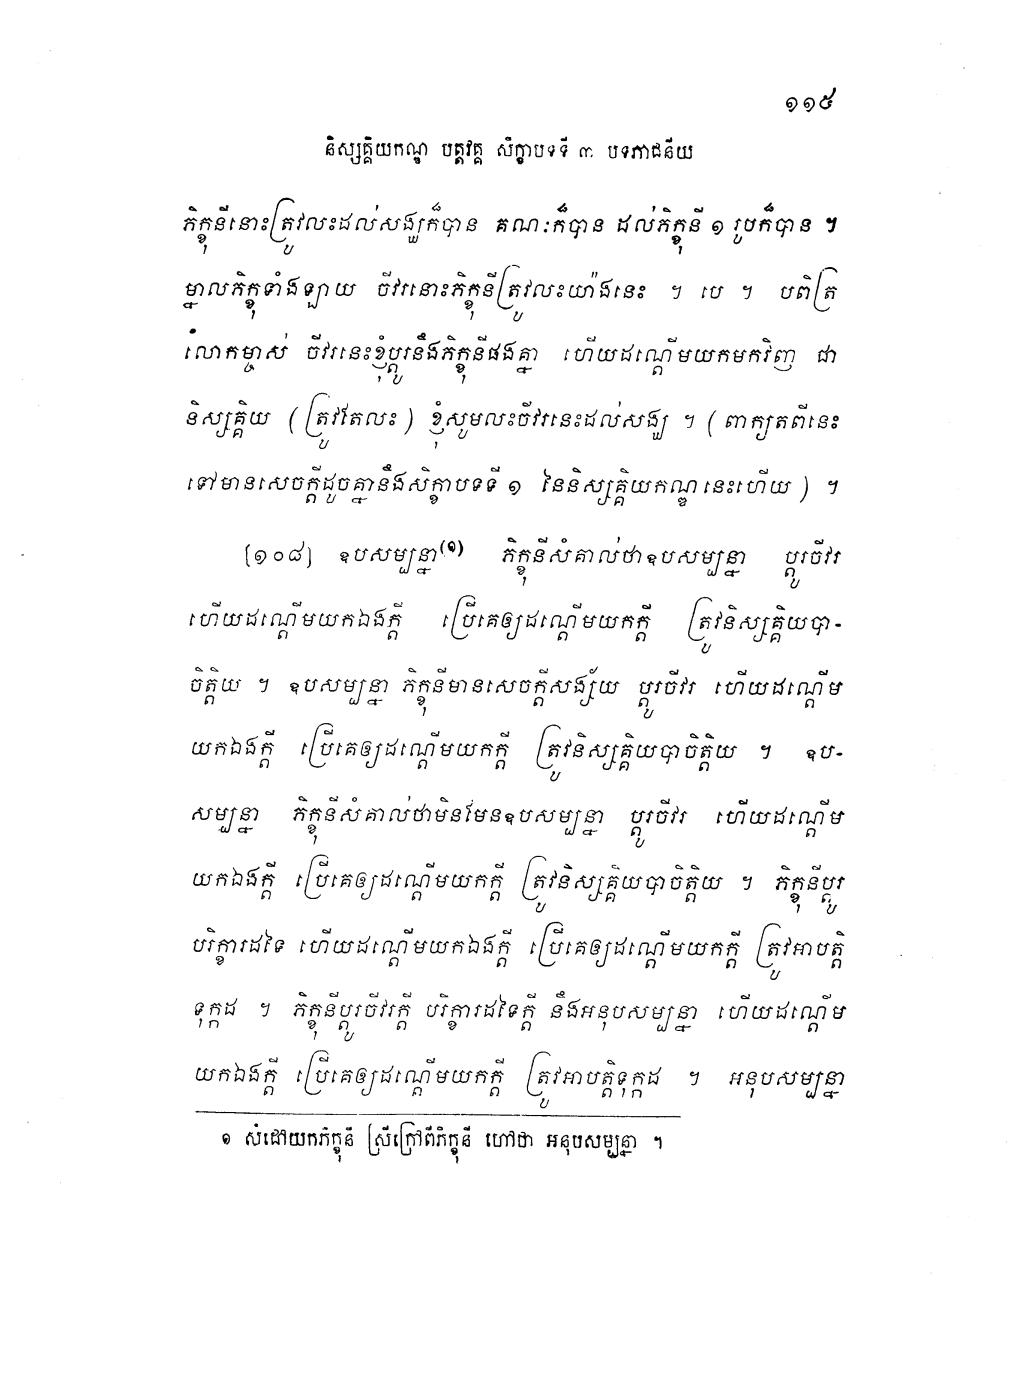 ១១៥
និស្សគ្គិយកណ្ឌ បត្តវគ្គ សិក្ខាបទទី ៣ បទភាជនីយ
ភិក្ខុនីនោះត្រូវលះដល់សង្ឃក៏បាន គណៈក៏បាន ដល់ភិក្ខុនី ១ រូបក៏បាន ។
ម្នាលភិក្ខុទាំងឡាយ ចីវរនោះភិក្ខុនីត្រូវលះយ៉ាងនេះ ។ បេ ។ បពិត្រ
លោកម្ចាស់ ចីវរនេះខ្ញុំប្តូរនឹងភិក្ខុនីផងគ្នា ហើយដណ្តើមយកមកវិញ ជា
និស្សគ្គិយ ( ត្រូវតែលះ ) ខ្ញុំសូមលះចីវរនេះដល់សង្ឃ ។ ( ពាក្យតពីនេះ
ទៅមានសេចក្តីដូចគ្នានឹងសិក្ខាបទទី ១ នៃនិស្សគ្គិយកណ្ឌនេះហើយ ) ។
[១០៨] ឧបសម្បន្នា(១) ភិក្ខុនីសំគាល់ថាឧបសម្បន្នា ប្តូរចីវរ
ហើយដណ្តើមយកឯងក្តី ប្រើគេឲ្យដណ្តើមយកក្តី ត្រូវនិស្សគ្គិយបា-
ចិត្តិយ ។ ឧបសម្បន្នា ភិក្ខុនីមានសេចក្តីសង្ស័យ ប្តូរចីវរ ហើយដណ្តើម
យកឯងក្តី ប្រើគេឲ្យដណ្តើមយកក្តី ត្រូវនិស្សគ្គិយបាចិត្តិយ ។ ឧប-
សម្បន្នា ភិក្ខុនីសំគាល់ថាមិនមែនឧបសម្បន្នា ប្តូរចីវរ ហើយដណ្តើម
យកឯងក្តី ប្រើគេឲ្យដណ្តើមយកក្តី ត្រូវនិស្សគ្គិយបាចិត្តិយ ។ ភិក្ខុនីប្តូរ
បរិក្ខារដទៃ ហើយដណ្តើមយកឯងក្តី ប្រើគេឲ្យដណ្តើមយកក្តី ត្រូវអាបត្តិ
ទុក្កដ ។ ភិក្ខុនីប្តូរចីវរក្តី បរិក្ខារដទៃក្តី នឹងអនុបសម្បន្នា ហើយដណ្តើម
យកឯងក្តី ប្រើគេឲ្យដណ្តើមយកក្តី ត្រូវអាបត្តិទុក្កដ ។ អនុបសម្បន្នា
១ សំដៅយកភិក្ខុនី ស្រីក្រៅពីភិក្ខុនី ហៅថា អនុបសម្បន្នា ។